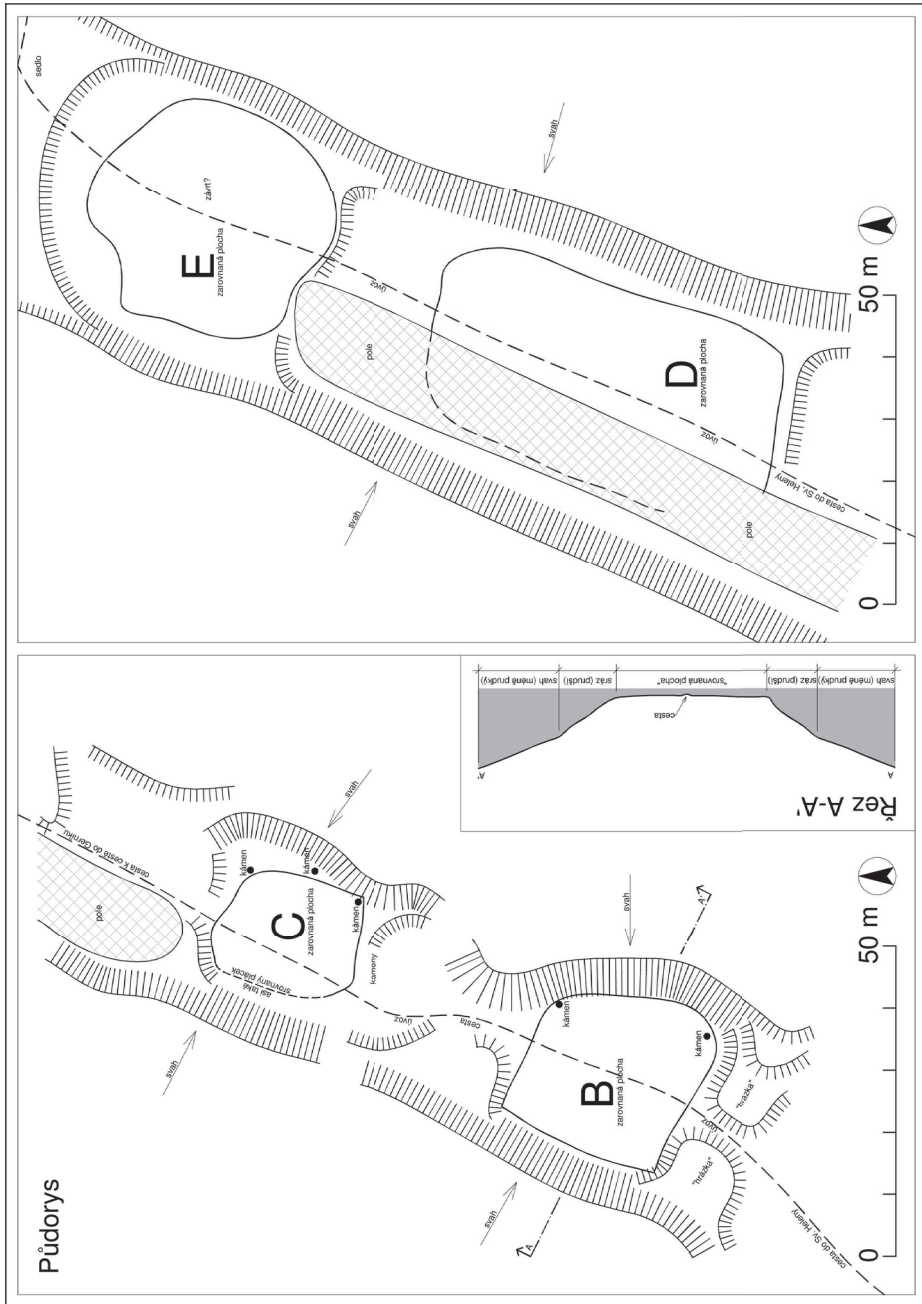 Půdorys
pole
cesta k cestě do Gerníku
svah
asi také
srovnaný plácek
C
zarovnaná plocha
kámen
kámen
kámen
svah
kameny
úvoz
cesta
svah
kámen
B
zarovnaná plocha
kámen
svah
A
A'
úvoz
"hrázka"
"hrázka"
cesta do Sv. Heleny
0
50 m
Řez A-A'
A'
A
svah (méně prudký)
sráz (prudší)
"srovnaná plocha"
sráz (prudší)
svah (méně prudký)
cesta
sedlo
závrt?
E
zarovnaná plocha
svah
úvoz
pole
svah
D
zarovnaná plocha
úvoz
pole
cesta do Sv. Heleny
0
50 m